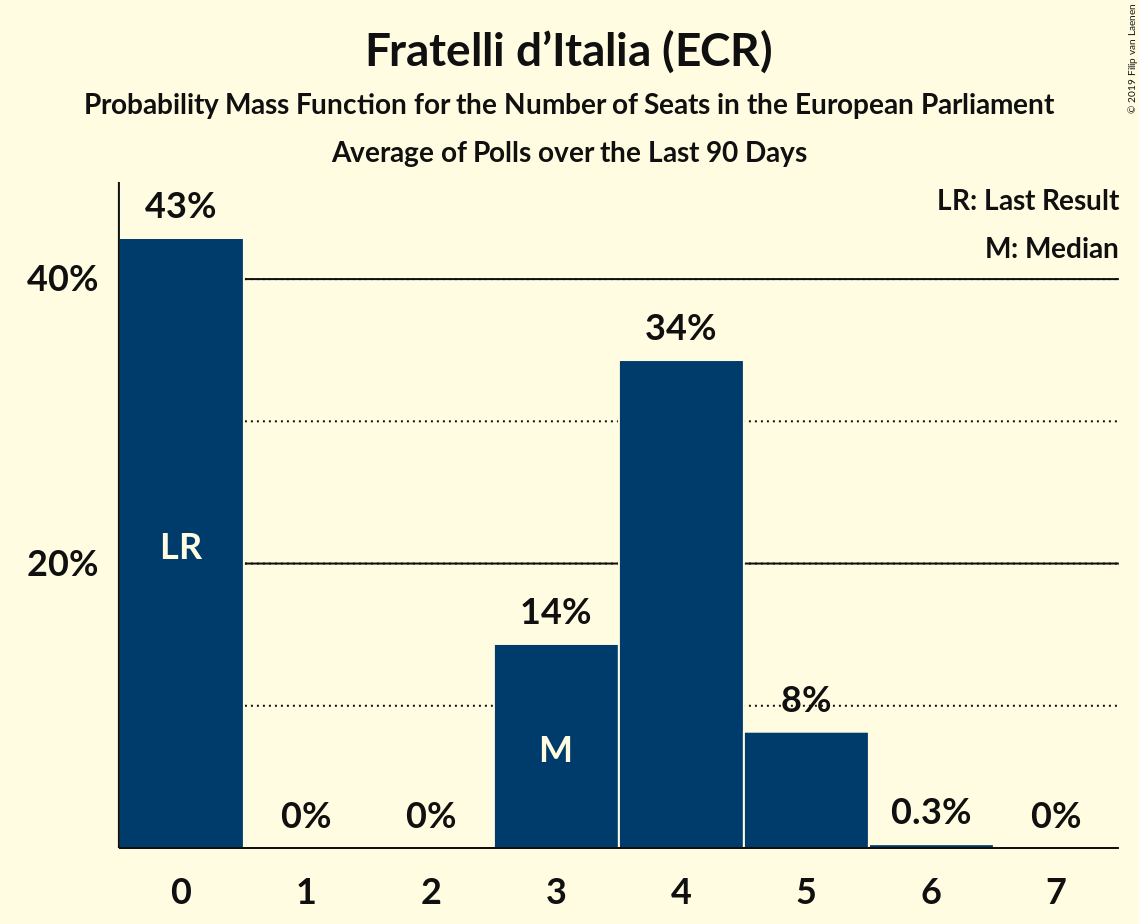 Fratelli d’Italia (ECR)
Probability Mass Function for the Number of Seats in the European Parliament
Average of Polls over the Last 90 Days
© 2019 Filip van Laenen
LR: Last Result
M: Median
43%
40%
34%
LR
20%
14%
8%
M
0%
0%
0.3%
0%
0
1
2
3
4
5
6
7